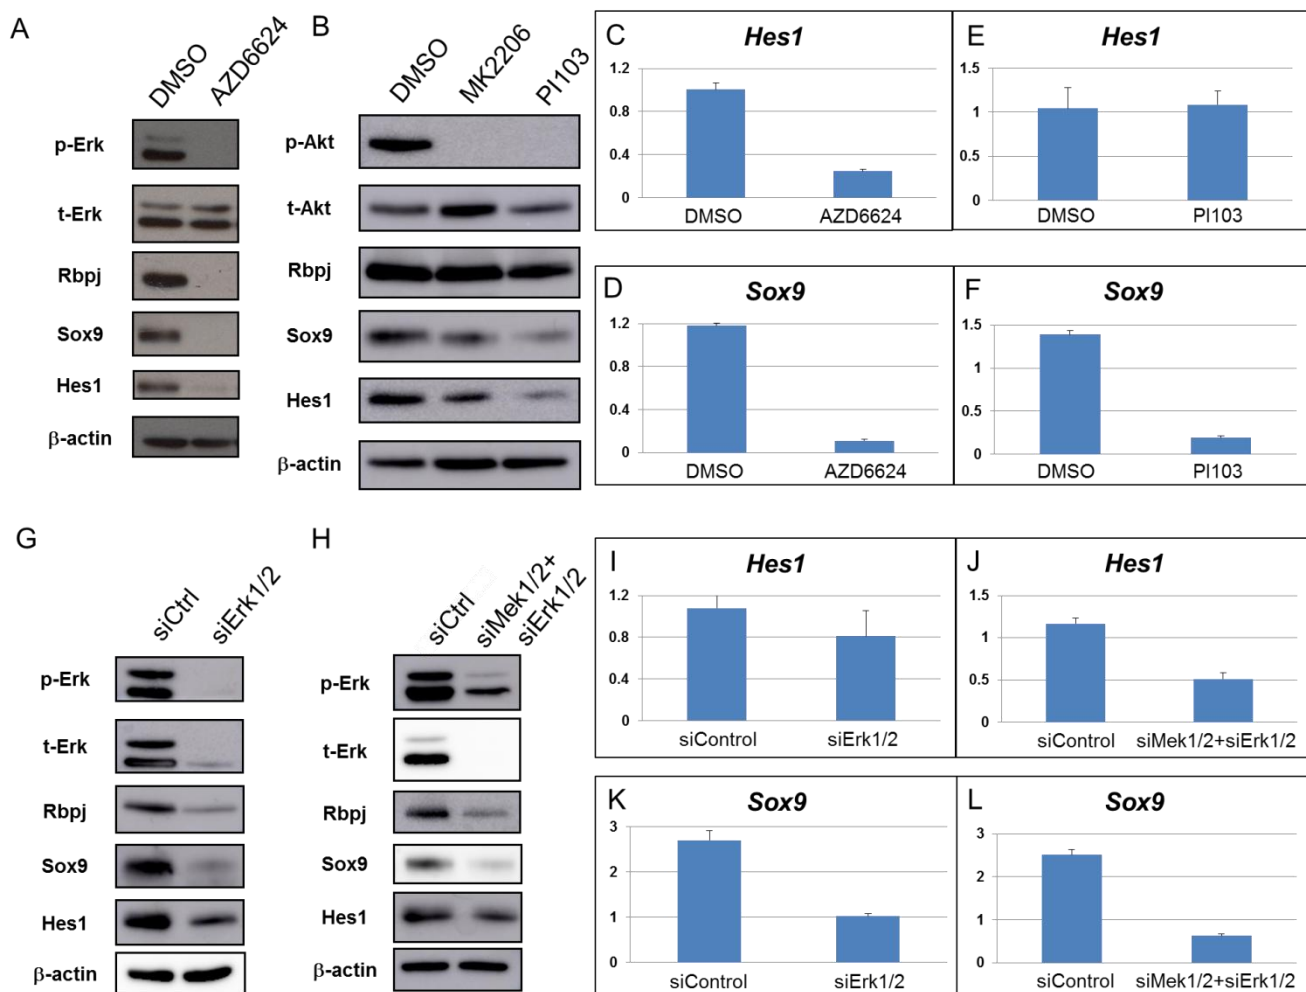 A
DMSO
AZD6624
p-Erk
t-Erk
Rbpj
Sox9
Hes1
β-actin
B
DMSO
MK2206
PI103
p-Akt
t-Akt
Rbpj
Sox9
Hes1
β-actin
C
Hes1
1.2
0.8
0.4
0
DMSO AZD6624
E
Hes1
1.5
1
0.5
0
DMSO PI103
D
Sox9
1.2
0.8
0.4
0
DMSO AZD6624
F
Sox9
1.5
1
0.5
0
DMSO PI103
G
siCtrl
siErk1/2
p-Erk
t-Erk
Rbpj
Sox9
Hes1
β-actin
H
siCtrl
siMek1/2+
siErk1/2
p-Erk
t-Erk
Rbpj
Sox9
Hes1
β-actin
I
Hes1
1.2
0.8
0.4
0
siControl siErk1/2
J
Hes1
1.5
1
0.5
0
siControl siMek1/2+siErk1/2
K
Sox9
3
2
1
0
siControl siErk1/2
L
Sox9
3
2
1
0
siControl siMek1/2+siErk1/2